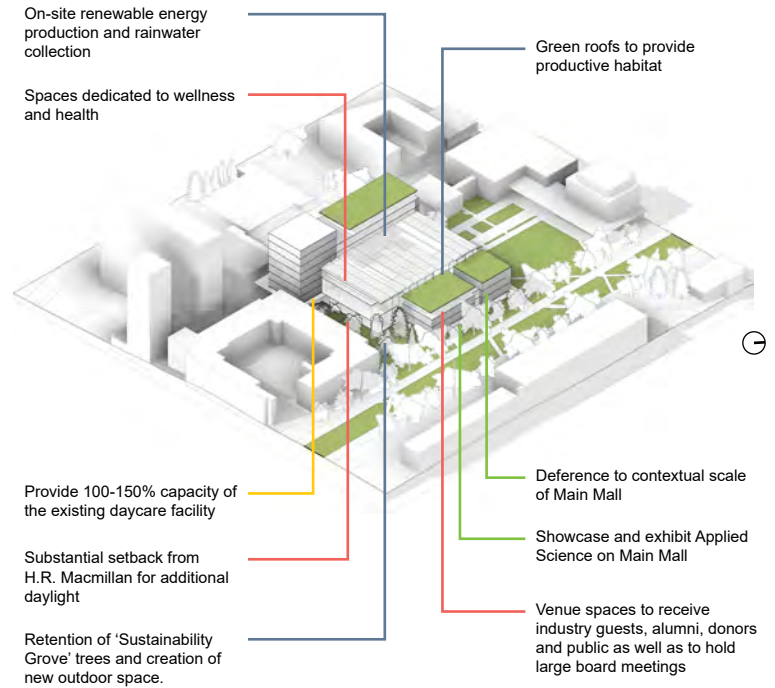 On-site renewable energy
production and rainwater
collection
Spaces dedicated to wellness
and health
Green roofs to provide
productive habitat
Provide 100-150% capacity of
the existing daycare facility
Substantial setback from
H.R. Macmillan for additional
daylight
Retention of ‘Sustainability
Grove’ trees and creation of
new outdoor space.
Deference to contextual scale
of Main Mall
Showcase and exhibit Applied
Science on Main Mall
Venue spaces to receive
industry guests, alumni, donors
and public as well as to hold
large board meetings